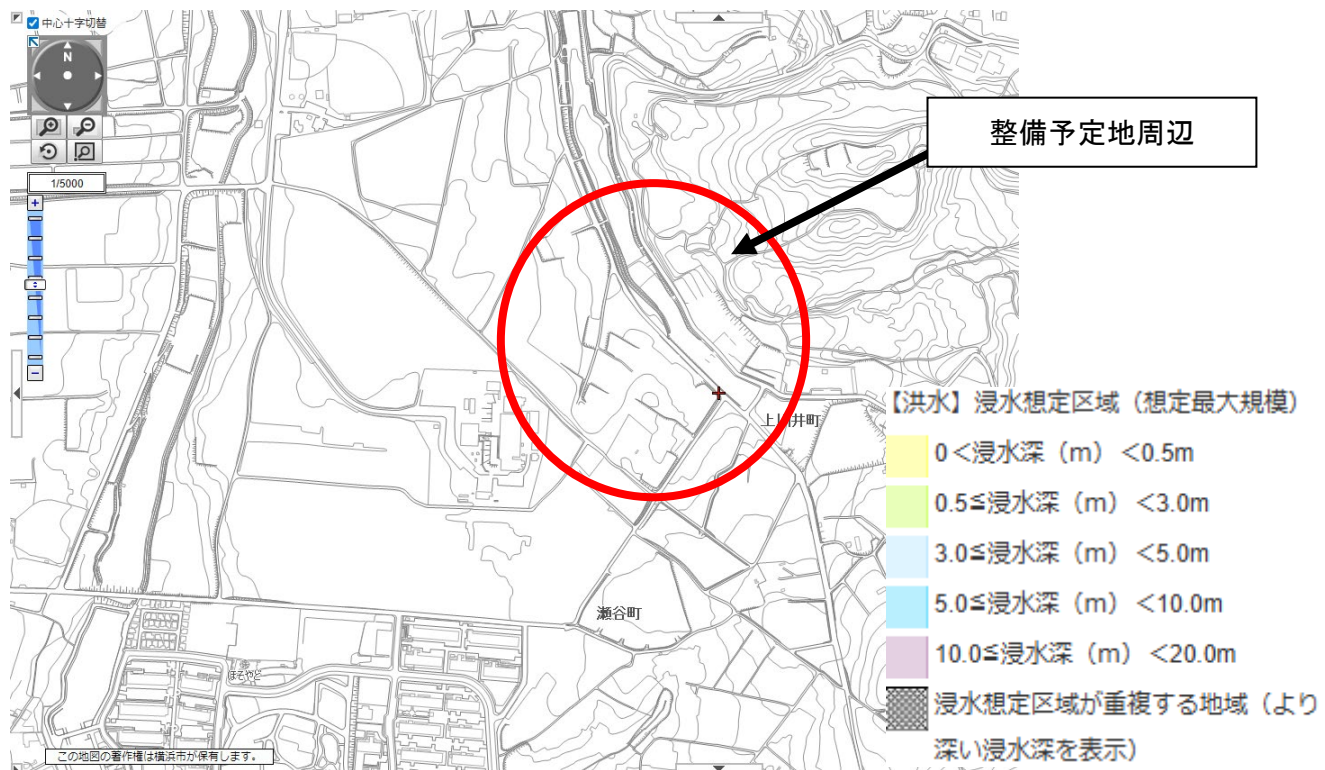 中心十字切替
N
1/5000
整備予定地周辺
上川井町
【洪水】浸水想定区域（想定最大規模）
0＜浸水深（m）＜0.5m
0.5≦浸水深（m）＜3.0m
3.0≦浸水深（m）＜5.0m
5.0≦浸水深（m）＜10.0m
10.0≦浸水深（m）＜20.0m
浸水想定区域が重複する地域（より
深い浸水深を表示）
瀬谷町
ほそやと
この地図の著作権は横浜市が保有します。